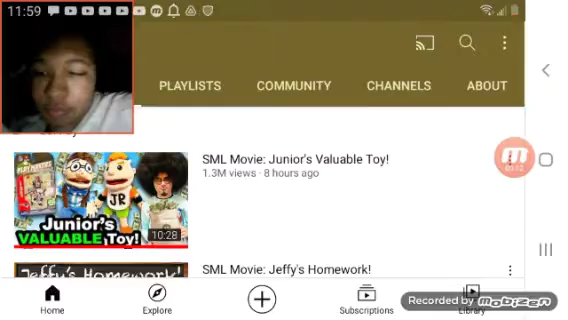 11:59
PLAYLISTS COMMUNITY CHANNELS ABOUT
SML Movie: Junior's Valuable Toy!
1.3M views · 8 hours ago
JR
Junior's
VALUABLE Toy!
10:28
Jeffy's Homework!
SML Movie: Jeffy's Homework!
Home Explore Subscriptions Library
Recorded by Mobizen